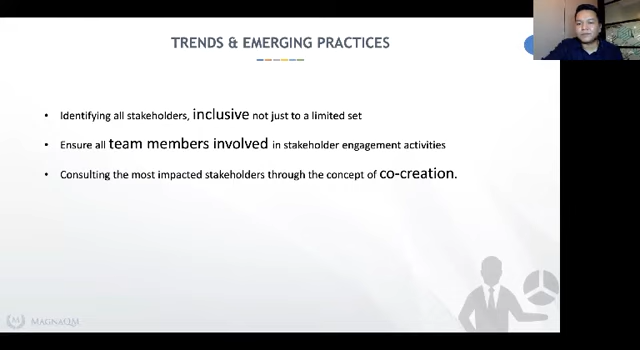 TRENDS & EMERGING PRACTICES
• Identifying all stakeholders, inclusive not just to a limited set
• Ensure all team members involved in stakeholder engagement activities
• Consulting the most impacted stakeholders through the concept of co-creation.
MAGNAQM